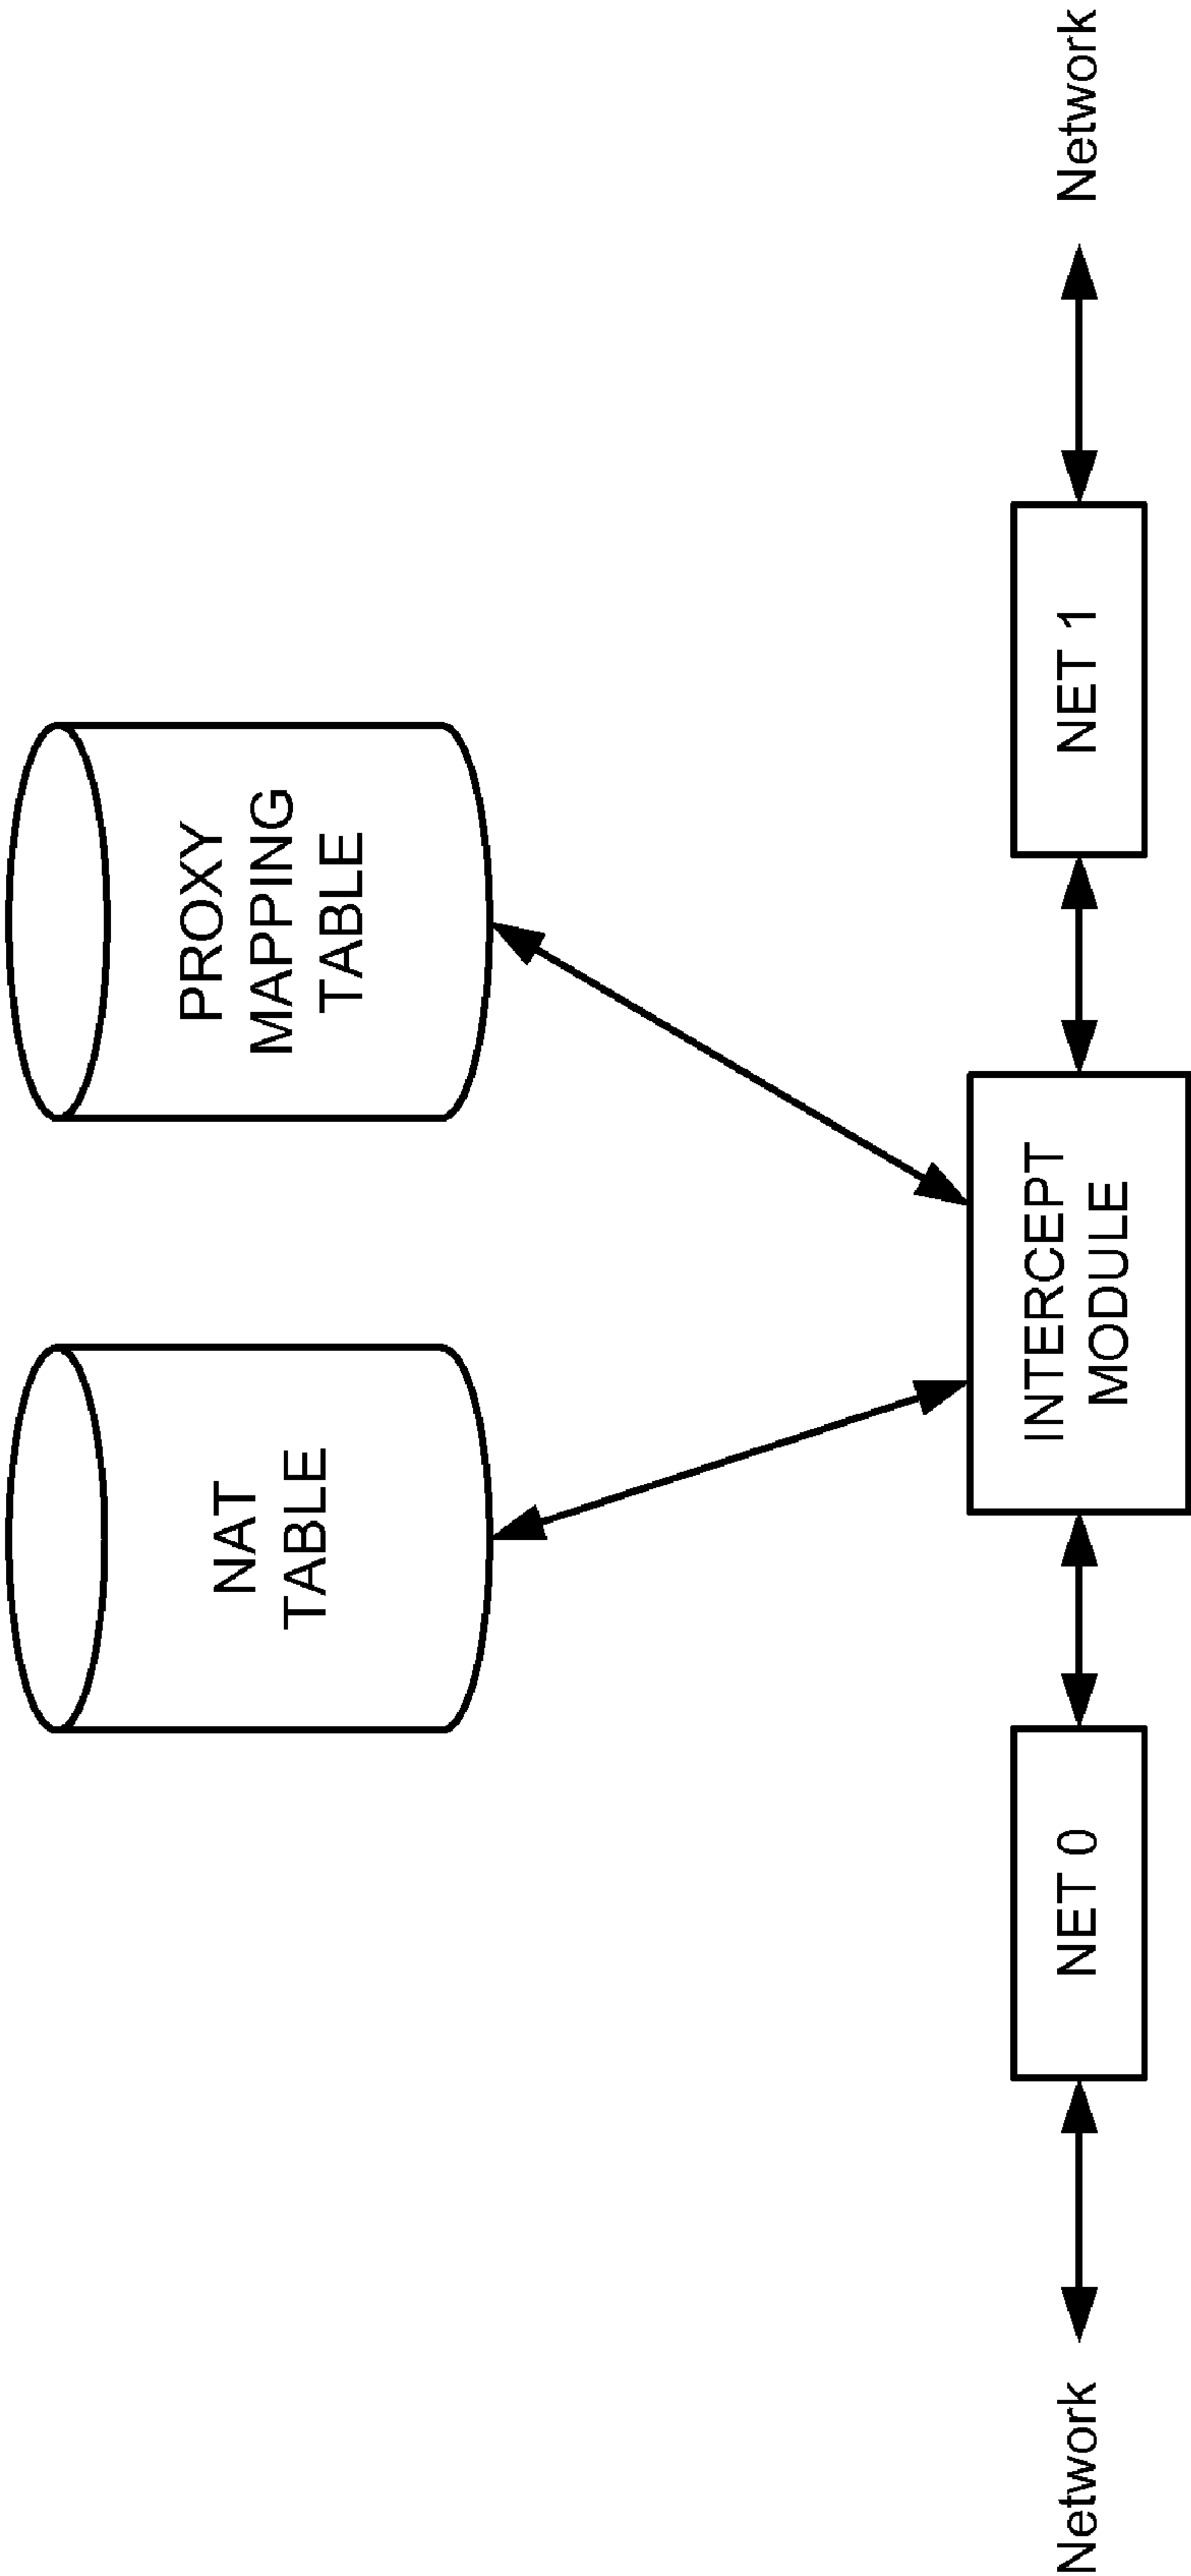 NAT
TABLE
PROXY
MAPPING
TABLE
Network
NET 0
INTERCEPT
MODULE
NET 1
Network